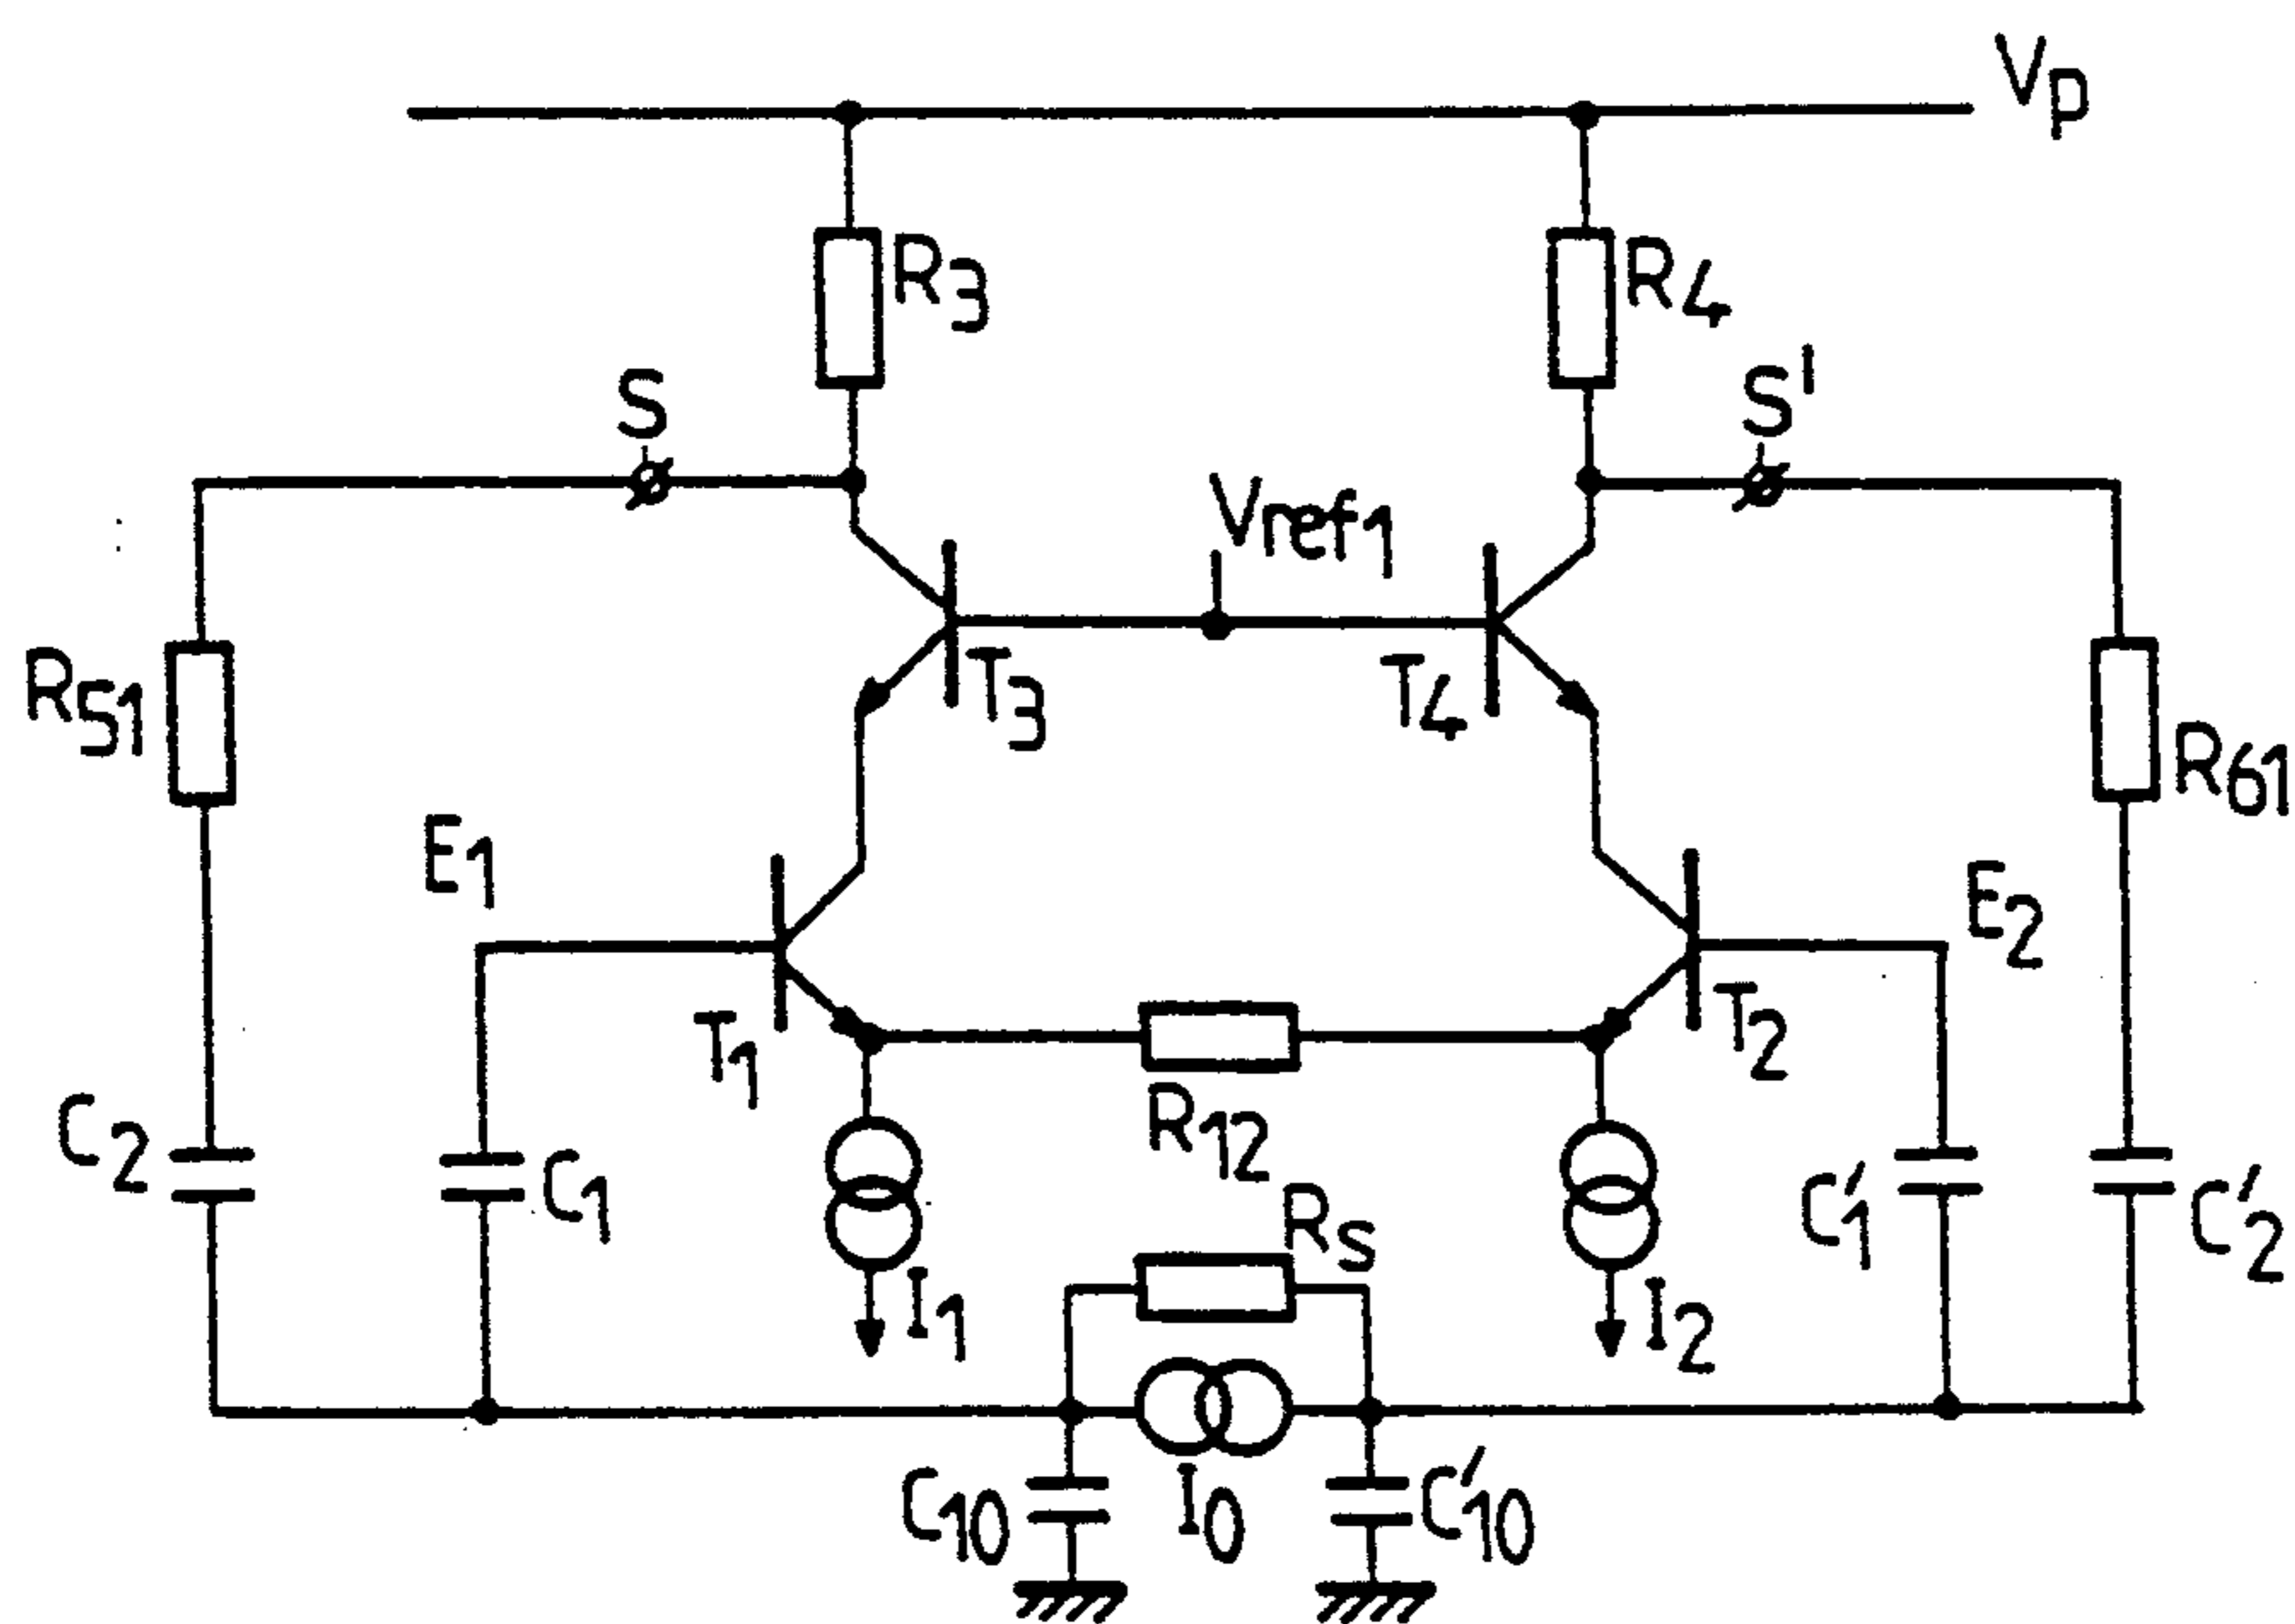 Vp
R3
R4
S
S'
Vref1
R51
T3
T4
R61
E1
E2
T1
T2
R12
C2
C1
Rs
C'1
C'2
I1
I2
C10
I0
C'10